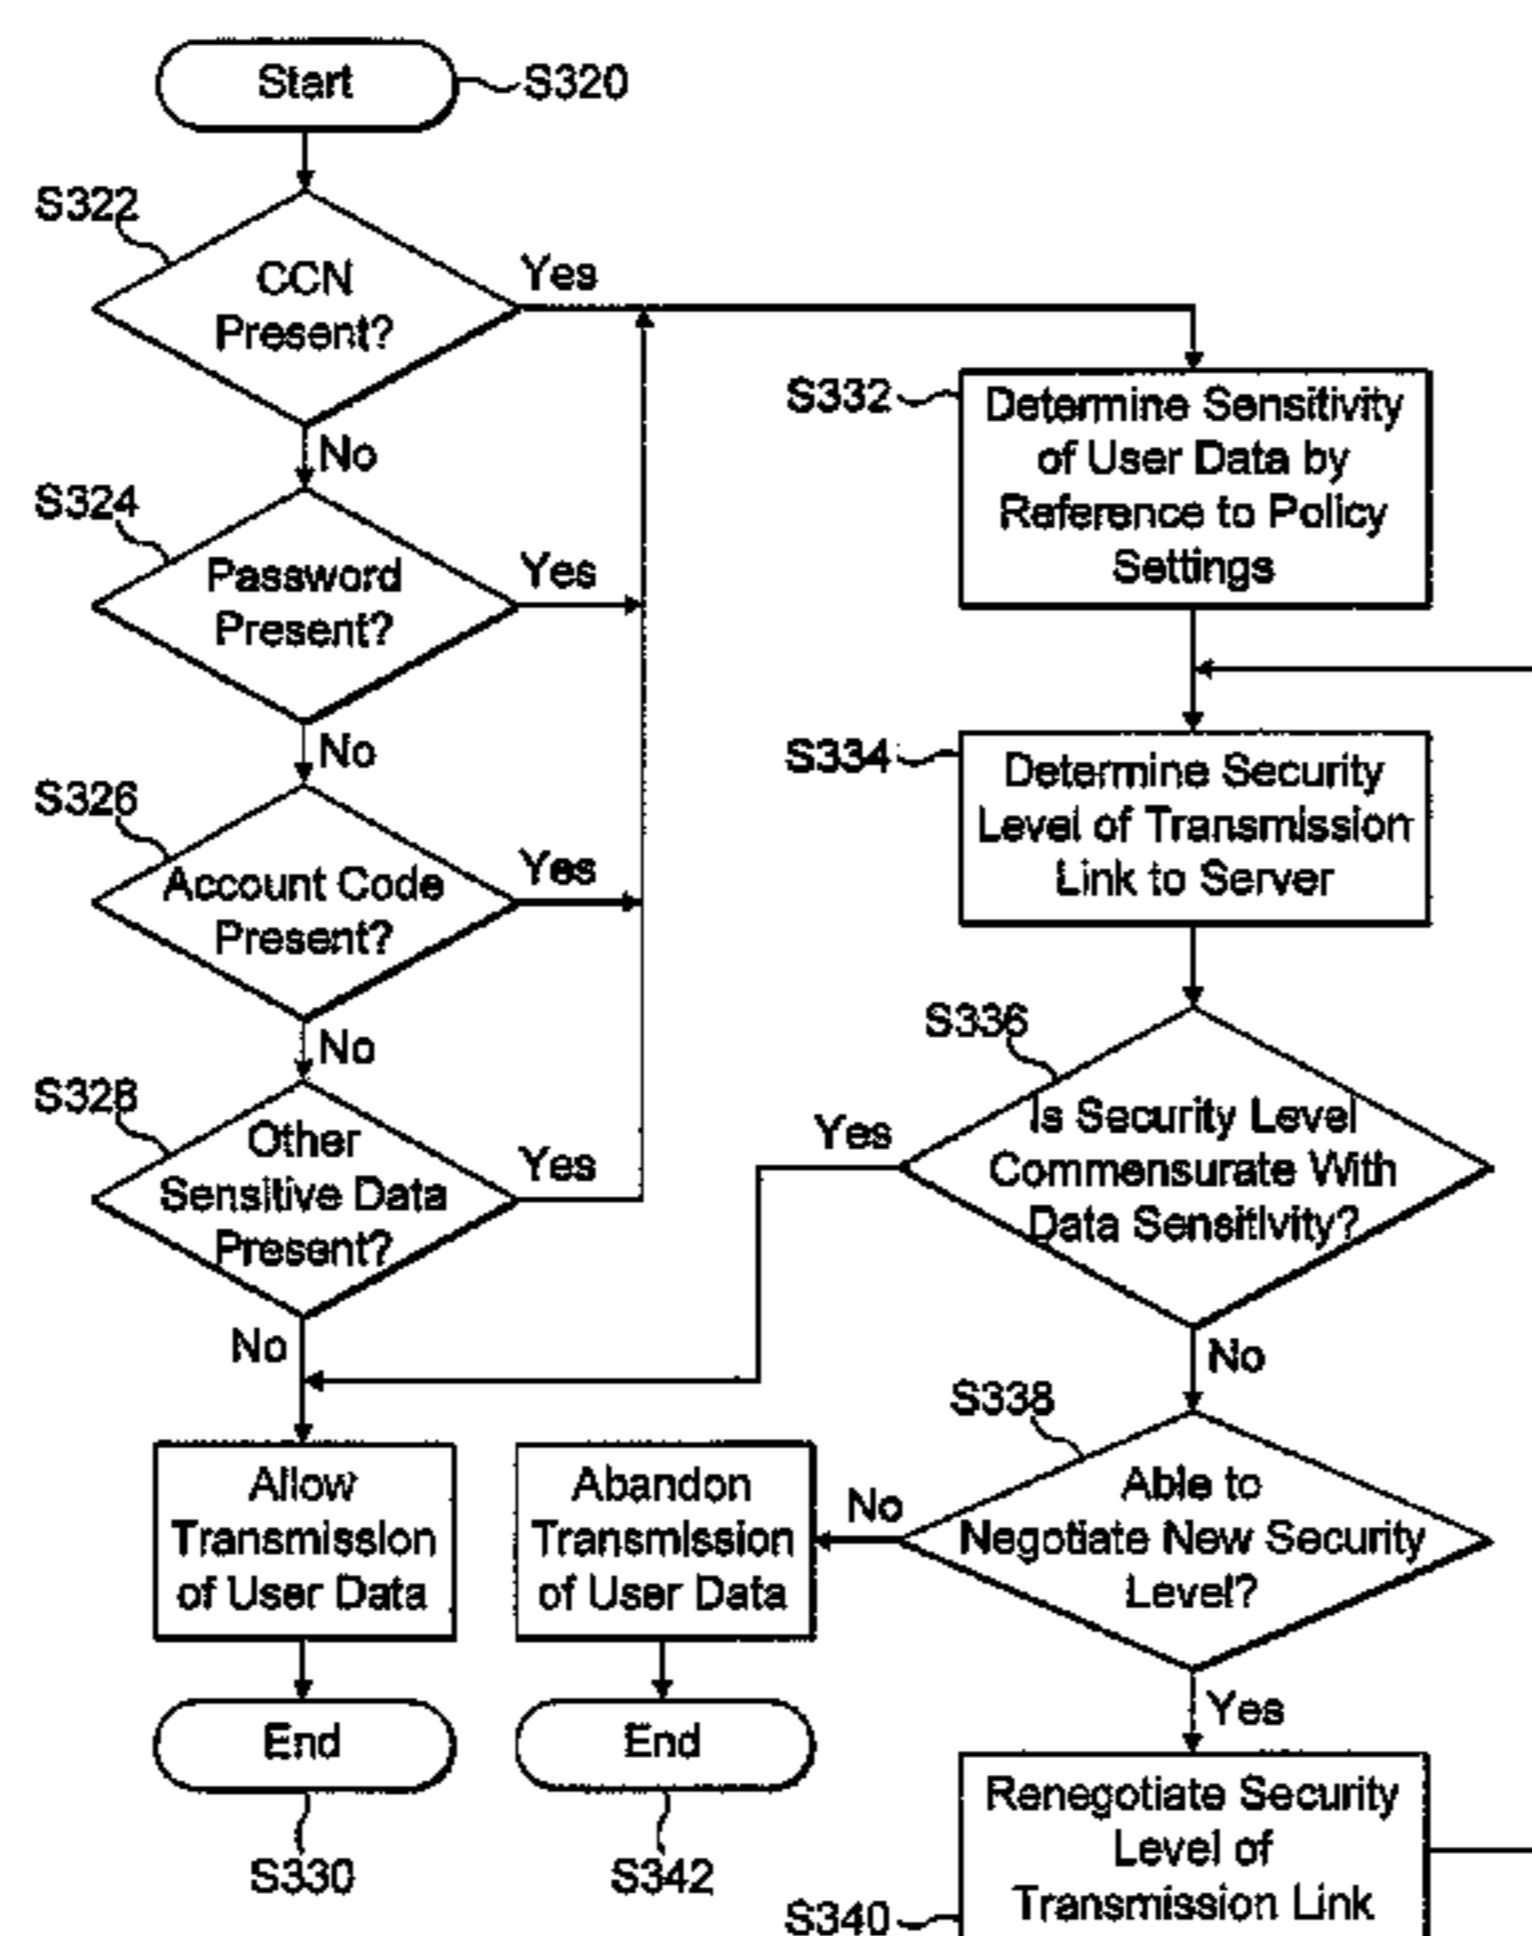 Start
S320
S322
CCN
Present?
Yes
No
S324
Password
Present?
Yes
No
S326
Account Code
Present?
Yes
No
S328
Other
Sensitive Data
Present?
Yes
No
Allow
Transmission
of User Data
End
S330
Abandon
Transmission
of User Data
End
S342
S332
Determine Sensitivity
of User Data by
Reference to Policy
Settings
S334
Determine Security
Level of Transmission
Link to Server
S336
Is Security Level
Commensurate With
Data Sensitivity?
Yes
No
S338
Able to
Negotiate New Security
Level?
No
Yes
Renegotiate Security
Level of
Transmission Link
S340